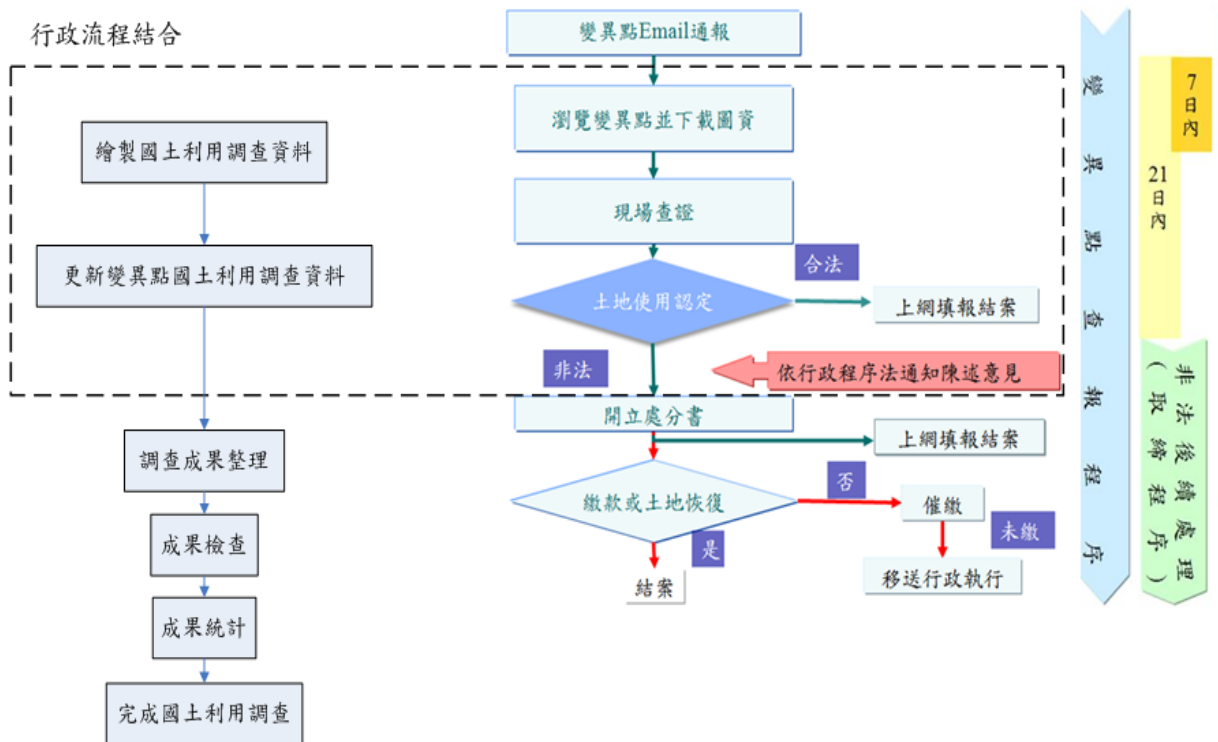 行政流程結合
變異點Email通報
瀏覽變異點並下載圖資
繪製國土利用調查資料
現場查證
更新變異點國土利用調查資料
合法
土地使用認定
上網填報結案
非法
依行政程序法通知陳述意見
開立處分書
上網填報結案
調查成果整理
繳款或土地恢復
否
催繳
未繳
是
成果檢查
結案
移送行政執行
成果統計
完成國土利用調查
變異點查報程序
7日內
21日內
非法後續處理
(取締程序)